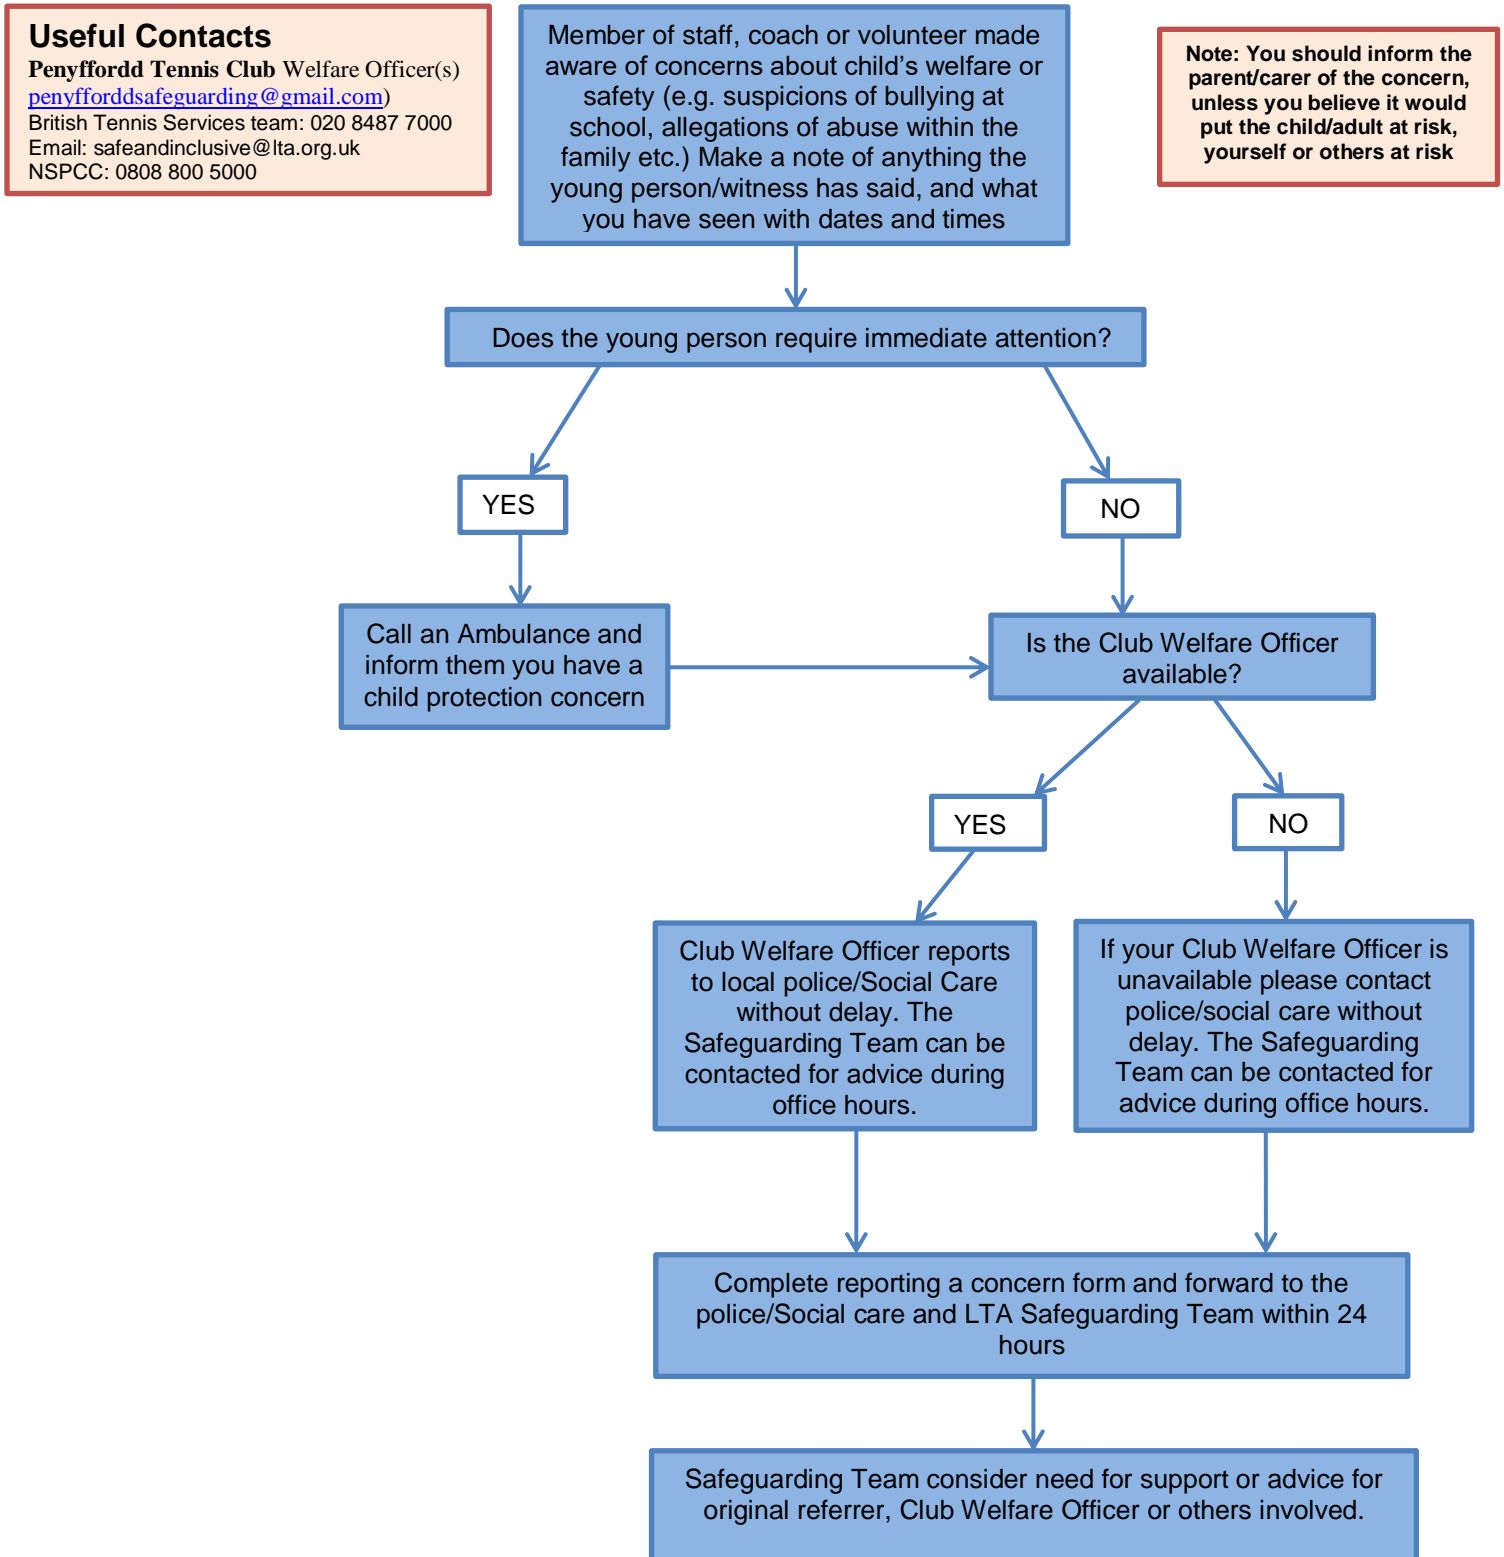 Useful Contacts
Penyffordd Tennis Club Welfare Officer(s)
penyfforddsafeguarding@gmail.com)
British Tennis Services team: 020 8487 7000
Email: safeandinclusive@lta.org.uk
NSPCC: 0808 800 5000
Member of staff, coach or volunteer made
aware of concerns about child’s welfare or
safety (e.g. suspicions of bullying at
school, allegations of abuse within the
family etc.) Make a note of anything the
young person/witness has said, and what
you have seen with dates and times
Note: You should inform the
parent/carer of the concern,
unless you believe it would
put the child/adult at risk,
yourself or others at risk
Does the young person require immediate attention?
YES
NO
Call an Ambulance and
inform them you have a
child protection concern
Is the Club Welfare Officer
available?
YES
NO
Club Welfare Officer reports
to local police/Social Care
without delay. The
Safeguarding Team can be
contacted for advice during
office hours.
If your Club Welfare Officer is
unavailable please contact
police/social care without
delay. The Safeguarding
Team can be contacted for
advice during office hours.
Complete reporting a concern form and forward to the
police/Social care and LTA Safeguarding Team within 24
hours
Safeguarding Team consider need for support or advice for
original referrer, Club Welfare Officer or others involved.